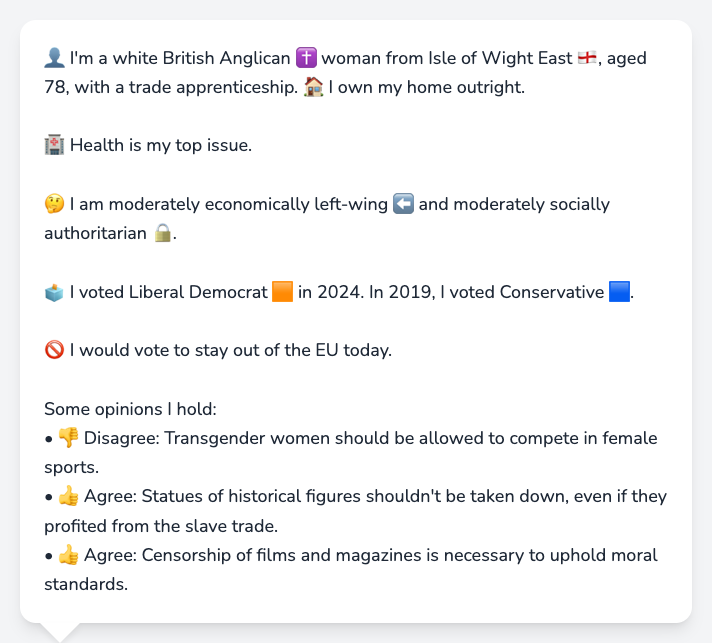 👤 I'm a white British Anglican ✝️ woman from Isle of Wight East 🏴󠁧󠁢󠁥󠁮󠁧󠁿, aged
78, with a trade apprenticeship. 🏠 I own my home outright.
🏥 Health is my top issue.
🤔 I am moderately economically left-wing ⬅️ and moderately socially
authoritarian 🔒.
🗳️ I voted Liberal Democrat 🟧 in 2024. In 2019, I voted Conservative 🟦.
🚫 I would vote to stay out of the EU today.
Some opinions I hold:
• 👎 Disagree: Transgender women should be allowed to compete in female
sports.
• 👍 Agree: Statues of historical figures shouldn't be taken down, even if they
profited from the slave trade.
• 👍 Agree: Censorship of films and magazines is necessary to uphold moral
standards.